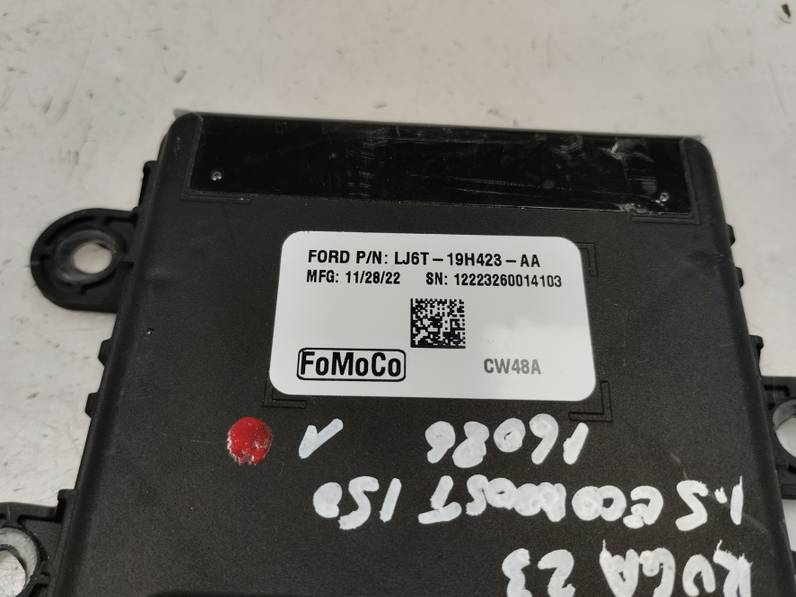 FORD P/N: LJ6T-19H423-AA
MFG: 11/28/22 SN: 12223260014103
FoMoCo
CW48A
KUGA 23
1.5 ECOBOOST 150
16086 1